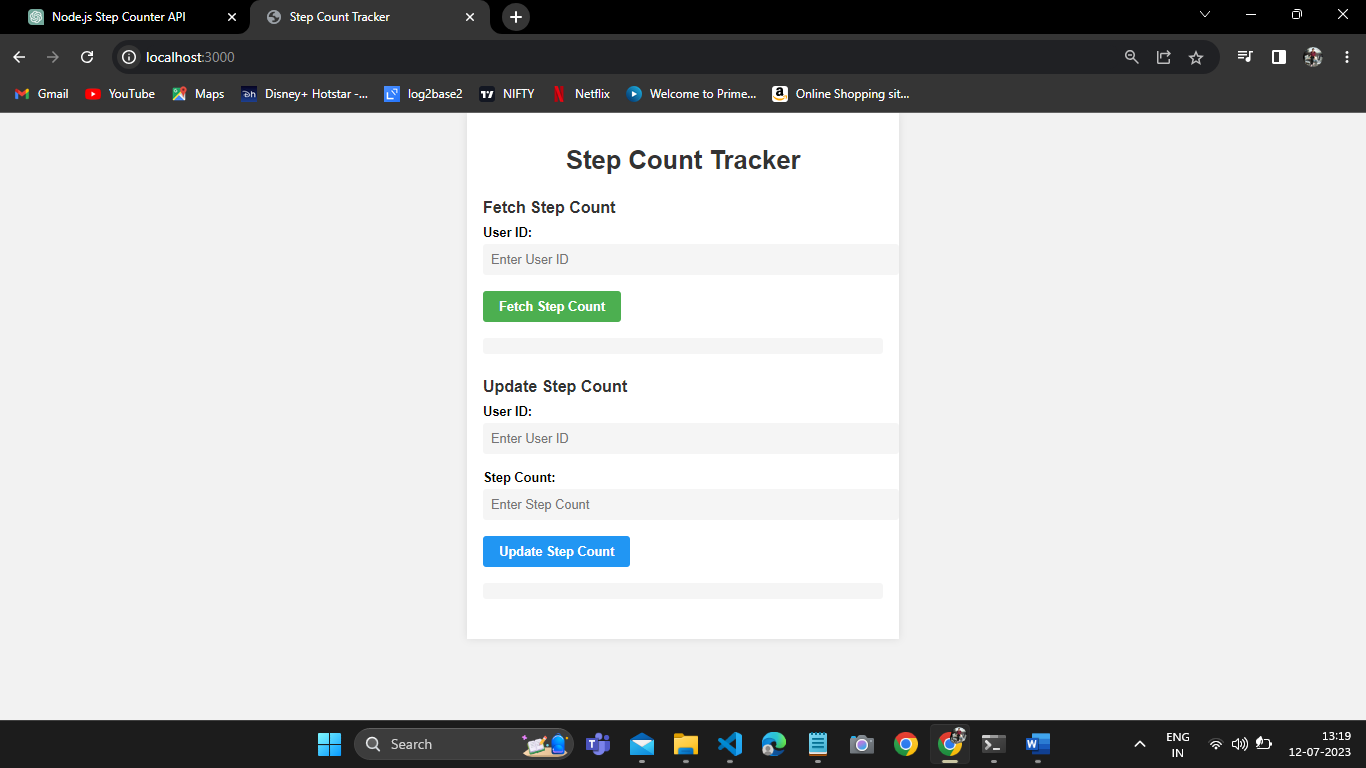 Node.js Step Counter API
Step Count Tracker
localhost:3000
Gmail
YouTube
Maps
Disney+ Hotstar -...
log2base2
NIFTY
Netflix
Welcome to Prime...
Online Shopping sit...
Step Count Tracker
Fetch Step Count
User ID:
Enter User ID
Fetch Step Count
Update Step Count
User ID:
Enter User ID
Step Count:
Enter Step Count
Update Step Count
Search
ENG
IN
13:19
12-07-2023